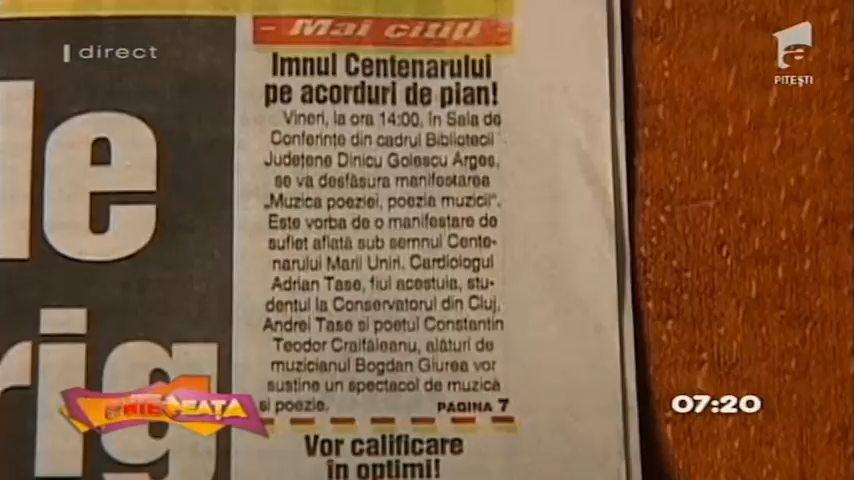 direct
PITEȘTI
Mai citiți
Imnul Centenarului
pe acorduri de pian!
Vineri, la ora 14:00, în Sala de
Conferințe din cadrul Bibliotecii
Județene Dinicu Golescu Argeș,
se va desfășura manifestarea
„Muzica poeziei, poezia muzicii".
Este vorba de o manifestare de
suflet aflată sub semnul Cente-
narului Marii Uniri. Cardiologul
Adrian Tase, fiul acestuia, stu-
dentul la Conservatorul din Cluj,
Andrei Tase și poetul Constantin
Teodor Craifăleanu, alături de
muzicianul Bogdan Giurea vor
susține un spectacol de muzică
și poezie. PAGINA 7
Vor calificare
în optimi!
le
rig
07:20